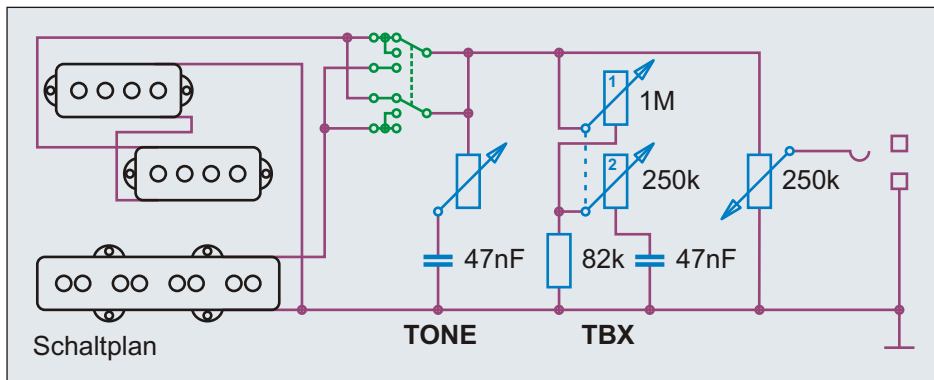 1
1M
2
250k
250k
47nF
82k
47nF
TONE
TBX
Schaltplan